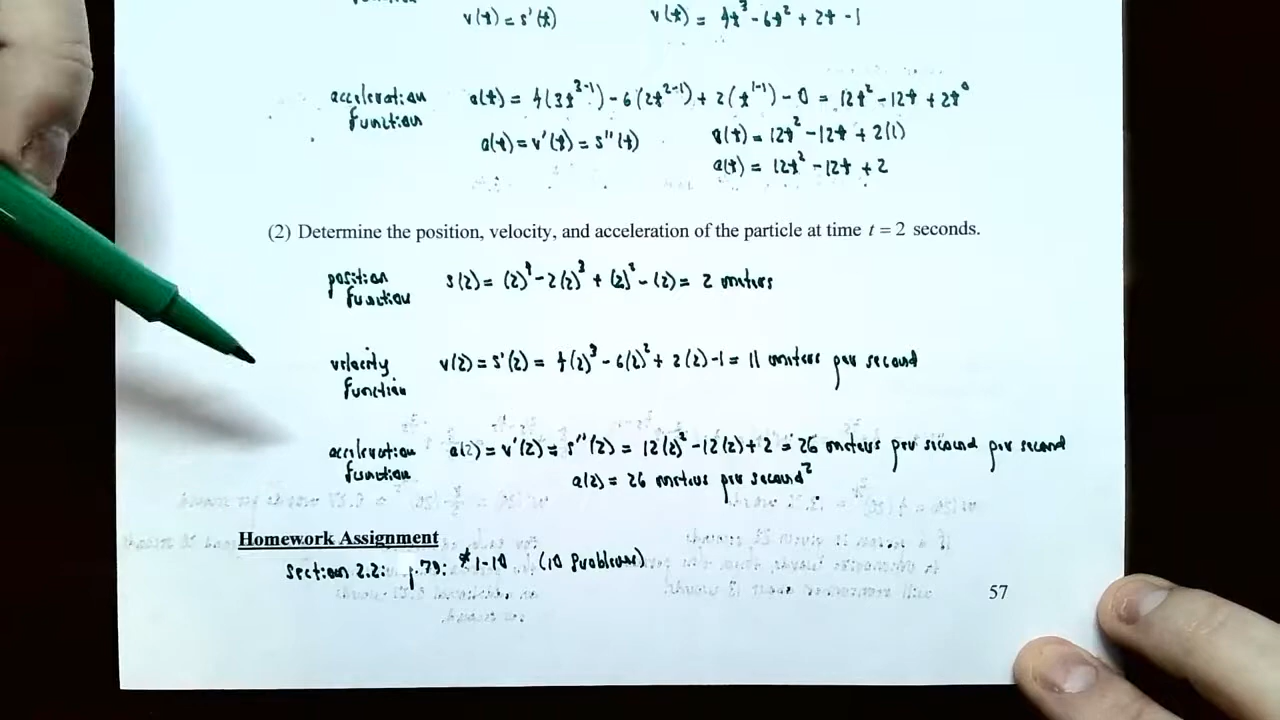 v(t) = s'(t) v(t) = 4t³ - 6t² + 2t - 1
acceleration function a(t) = 4(3t³⁻¹) - 6(2t²⁻¹) + 2(t¹⁻¹) - 0 = 12t² - 12t + 2t⁰
a(t) = v'(t) = s''(t) a(t) = 12t² - 12t + 2(1)
a(t) = 12t² - 12t + 2
(2) Determine the position, velocity, and acceleration of the particle at time t = 2 seconds.
position function s(2) = (2)⁴ - 2(2)³ + (2)² - (2) = 2 meters
velocity function v(2) = s'(2) = 4(2)³ - 6(2)² + 2(2) - 1 = 11 meters per second
acceleration function a(2) = v'(2) = s''(2) = 12(2)² - 12(2) + 2 = 26 meters per second per second
a(2) = 26 meters per second².
Homework Assignment
Section 2.2: p.79: #1-10 (10 Problems)
57